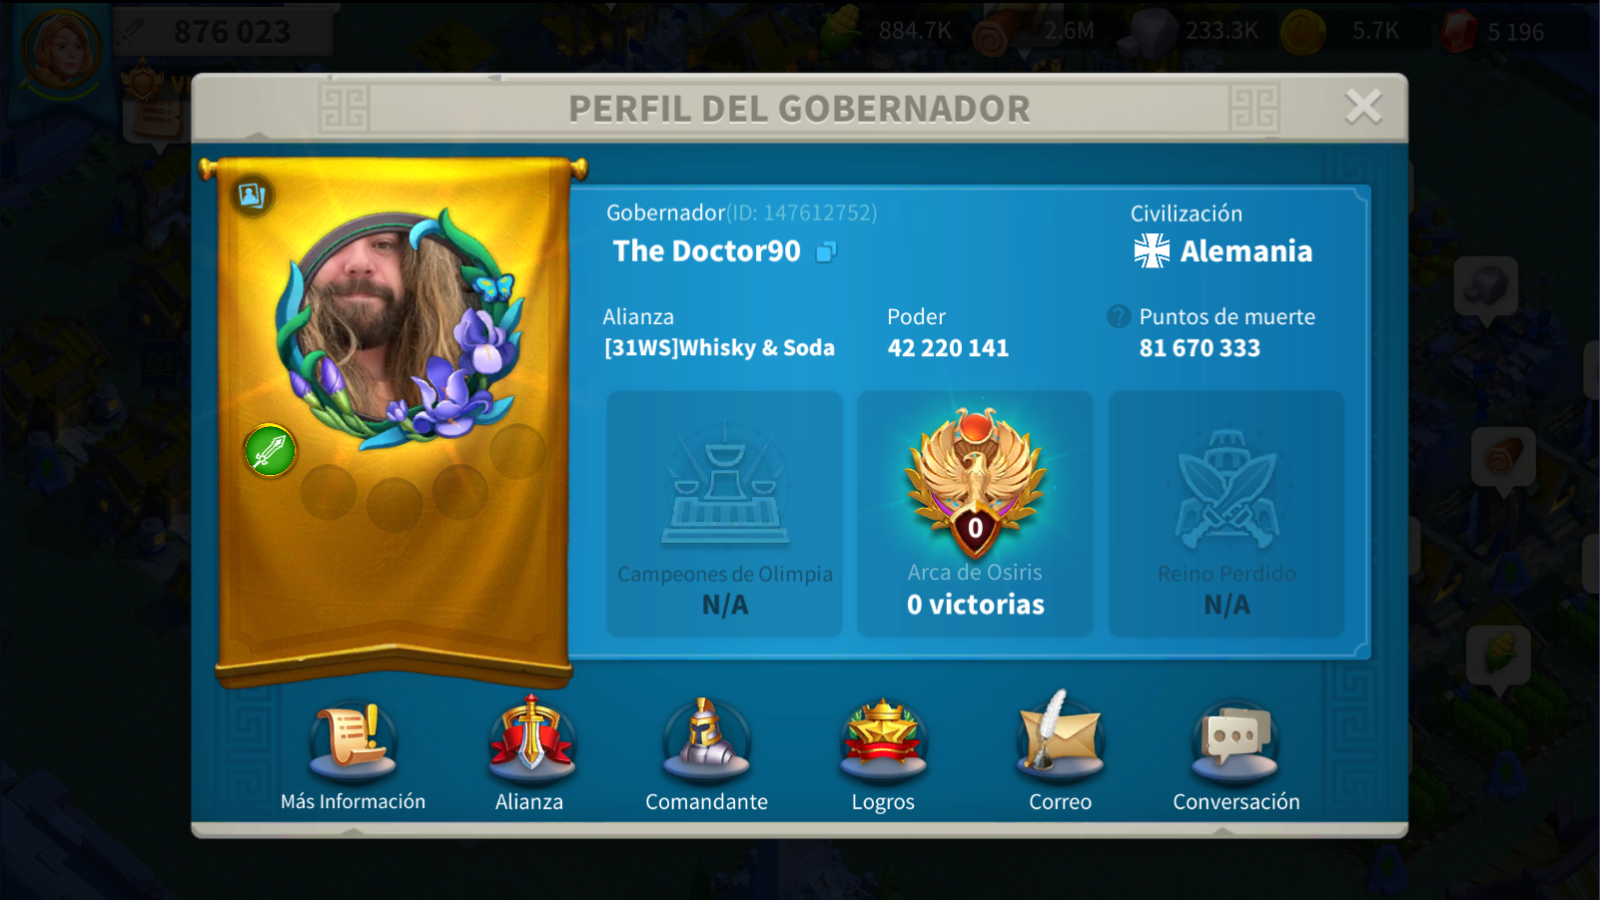 876 023
884.7K
2.6M
233.3K
5.7K
5 196
PERFIL DEL GOBERNADOR
Gobernador(ID: 147612752)
The Doctor90
Civilización
Alemania
Alianza
[31WS]Whisky & Soda
Poder
42 220 141
? Puntos de muerte
81 670 333
Campeones de Olimpia
N/A
0
Arca de Osiris
0 victorias
Reino Perdido
N/A
Más Información
Alianza
Comandante
Logros
Correo
Conversación